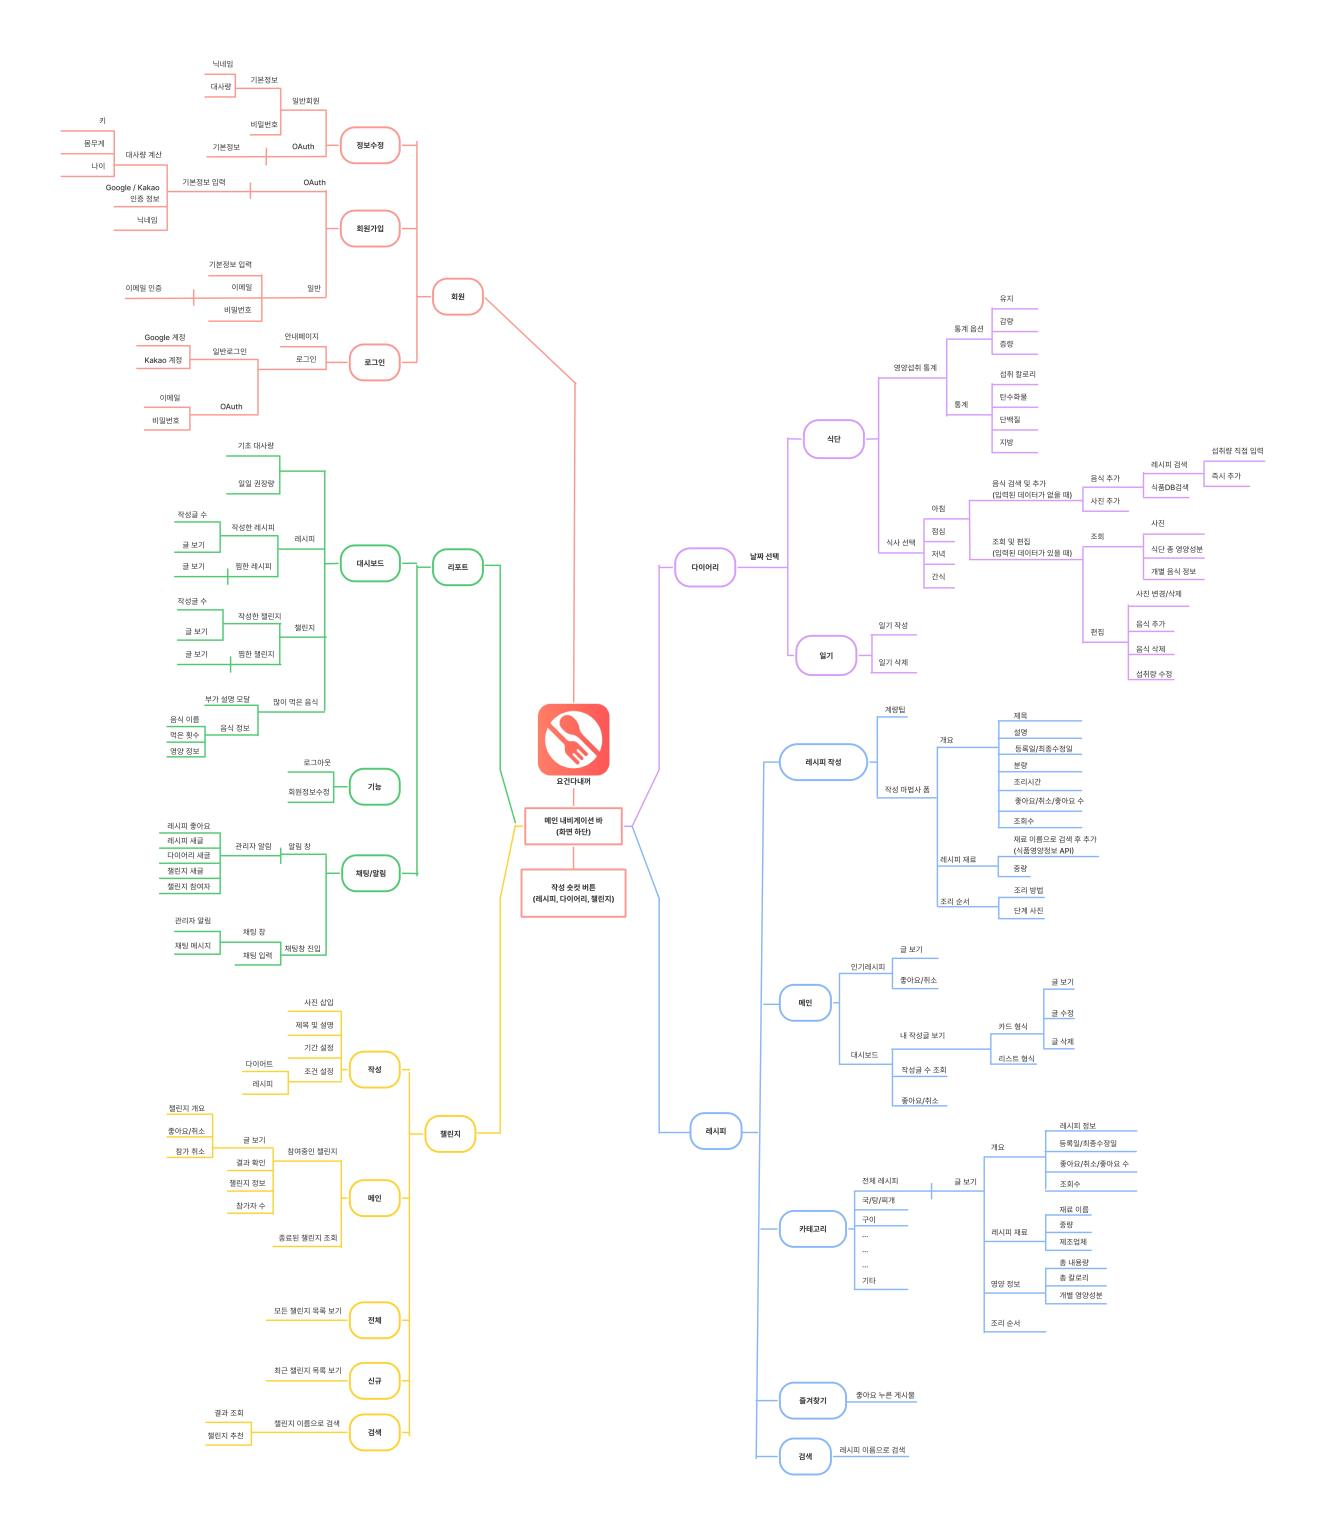 닉네임
기본정보
대사량
일반회원
비밀번호
기본정보
OAuth
정보수정
키
몸무게
대사량 계산
나이
기본정보 입력
OAuth
Google / Kakao
인증 정보
닉네임
회원가입
기본정보 입력
이메일 인증
이메일
일반
비밀번호
회원
Google 계정
일반로그인
안내페이지
Kakao 계정
로그인
로그인
이메일
OAuth
비밀번호
기초 대사량
일일 권장량
작성글 수
작성한 레시피
글 보기
레시피
글 보기
찜한 레시피
대시보드
리포트
작성글 수
작성한 챌린지
글 보기
챌린지
글 보기
찜한 챌린지
부가 설명 모달
많이 먹은 음식
음식 이름
음식 정보
먹은 횟수
영양 정보
로그아웃
회원정보수정
기능
레시피 좋아요
레시피 새글
관리자 알림
알림 창
다이어리 새글
챌린지 새글
챌린지 참여자
채팅/알림
관리자 알림
채팅 창
채팅 메시지
채팅창 진입
채팅 입력
사진 삽입
제목 및 설명
기간 설정
다이어트
조건 설정
레시피
작성
챌린지 개요
좋아요/취소
글 보기
참가 취소
참여중인 챌린지
결과 확인
챌린지 정보
참가자 수
종료된 챌린지 조회
메인
챌린지
모든 챌린지 목록 보기
전체
최근 챌린지 목록 보기
신규
결과 조회
챌린지 이름으로 검색
챌린지 추천
검색
요건다내꺼
메인 내비게이션 바
(화면 하단)
작성 숏컷 버튼
(레시피, 다이어리, 챌린지)
유지
통계 옵션
감량
증량
영양섭취 통계
섭취 칼로리
통계
탄수화물
단백질
지방
식단
섭취량 직접 입력
레시피 검색
즉시 추가
음식 추가
식품DB검색
음식 검색 및 추가
(입력된 데이터가 없을 때)
사진 추가
아침
점심
식사 선택
저녁
간식
조회 및 편집
(입력된 데이터가 있을 때)
조회
사진
식단 총 영양성분
개별 음식 정보
사진 변경/삭제
편집
음식 추가
음식 삭제
섭취량 수정
다이어리
날짜 선택
일기
일기 작성
일기 삭제
계량팁
레시피 작성
작성 마법사 폼
개요
제목
설명
등록일/최종수정일
분량
조리시간
좋아요/취소/좋아요 수
조회수
레시피 재료
재료 이름으로 검색 후 추가
(식품영양정보 API)
중량
조리 순서
조리 방법
단계 사진
메인
인기레시피
글 보기
좋아요/취소
대시보드
내 작성글 보기
작성글 수 조회
좋아요/취소
카드 형식
리스트 형식
글 보기
글 수정
글 삭제
레시피
카테고리
전체 레시피
국/탕/찌개
구이
...
...
...
기타
글 보기
개요
레시피 정보
등록일/최종수정일
좋아요/취소/좋아요 수
조회수
레시피 재료
재료 이름
중량
제조업체
영양 정보
총 내용량
총 칼로리
개별 영양성분
조리 순서
즐겨찾기
좋아요 누른 게시물
검색
레시피 이름으로 검색